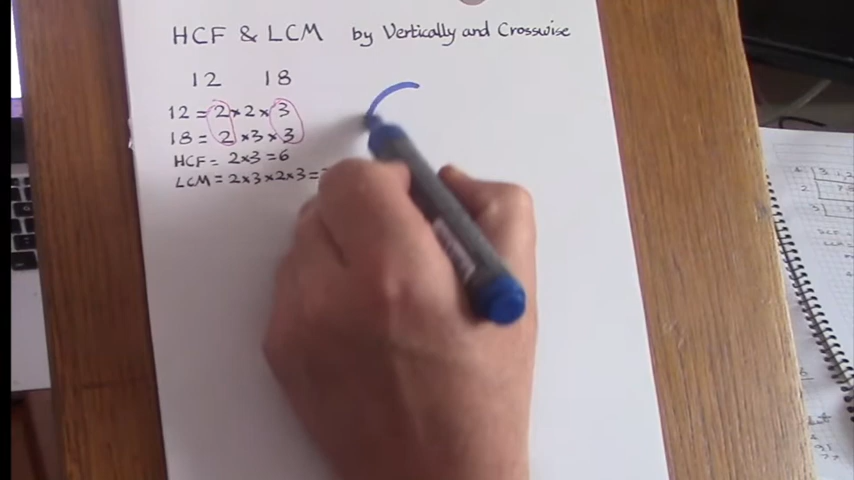 HCF & LCM by Vertically and Crosswise
12 18
12 = 2 × 2 × 3
18 = 2 × 3 × 3
HCF = 2×3 = 6
LCM = 2×3×2×3 =